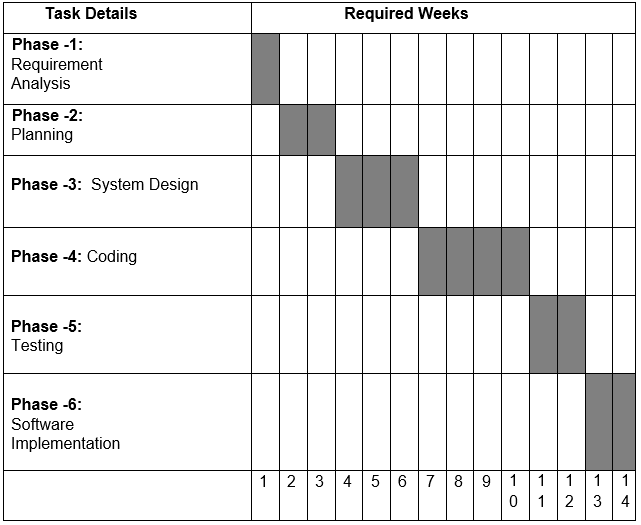 Task Details Required Weeks
Phase -1:
Requirement
Analysis
Phase -2:
Planning
Phase -3: System Design
Phase -4: Coding
Phase -5:
Testing
Phase -6:
Software
Implementation
1 2 3 4 5 6 7 8 9 10 11 12 13 14